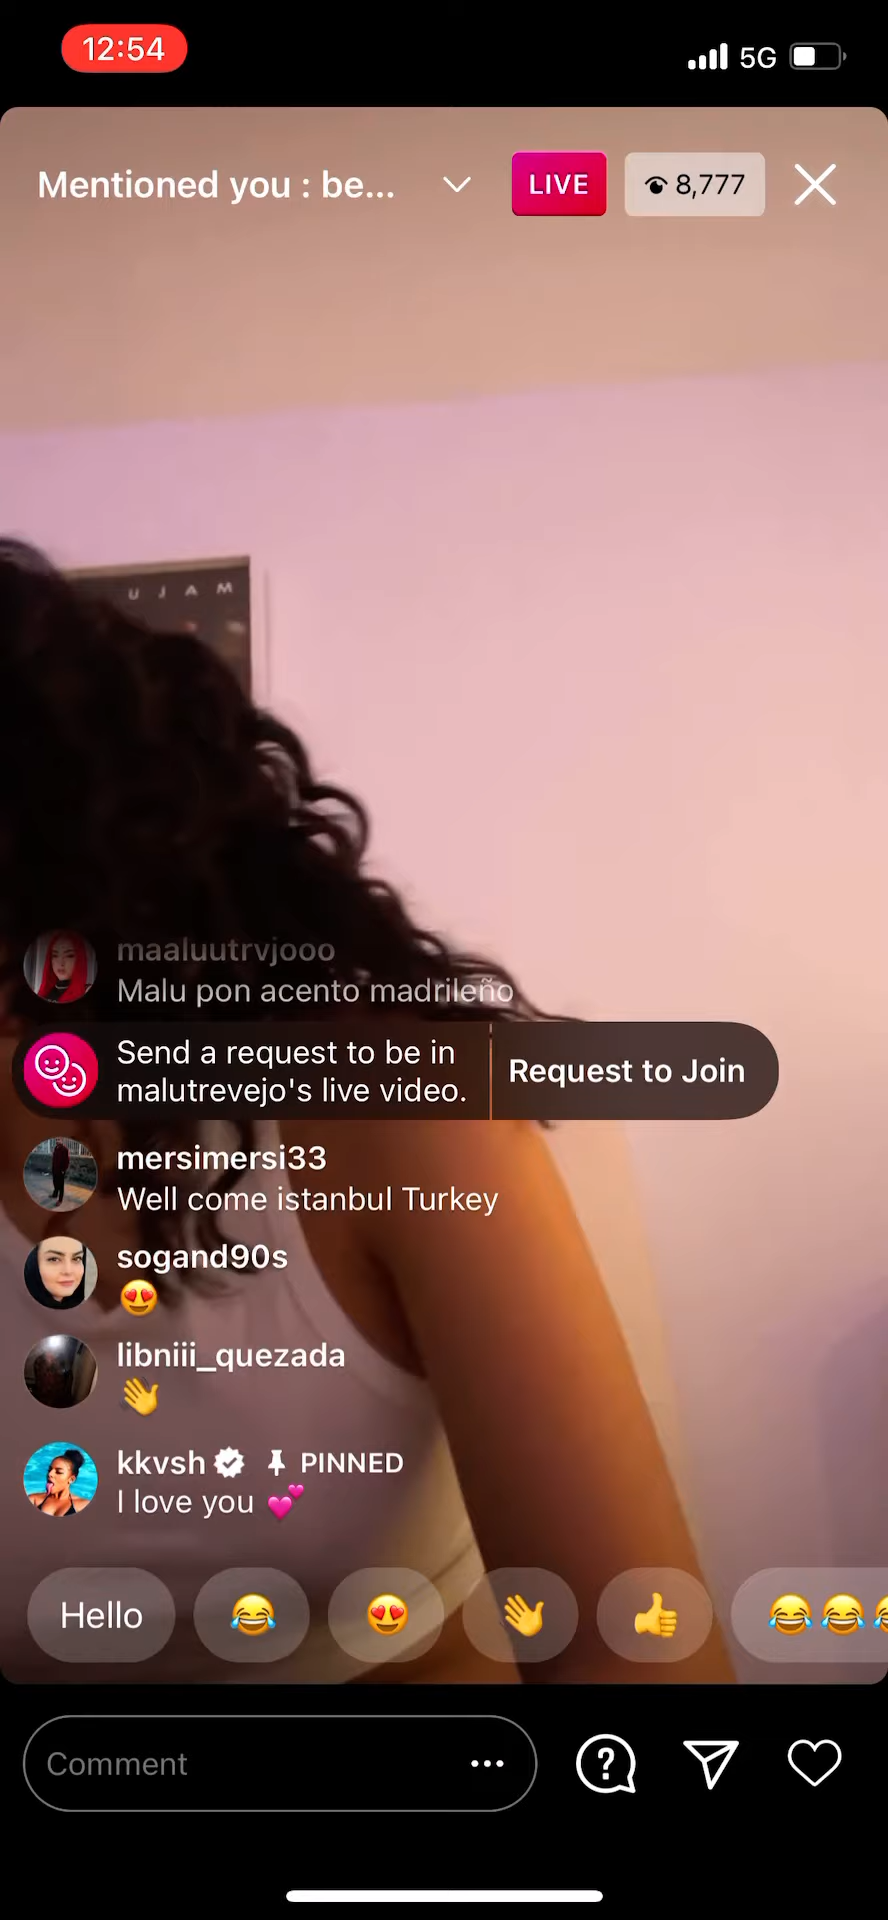 12:54
5G
Mentioned you : be...
LIVE
8,777
U J A M
maaluutrvjooo
Malu pon acento madrileño
Send a request to be in
malutrevejo's live video.
Request to Join
mersimersi33
Well come istanbul Turkey
sogand90s
😍
libniii_quezada
👋
kkvsh PINNED
I love you 💕
Hello 😂 😍 👋 👍 😂😂
Comment